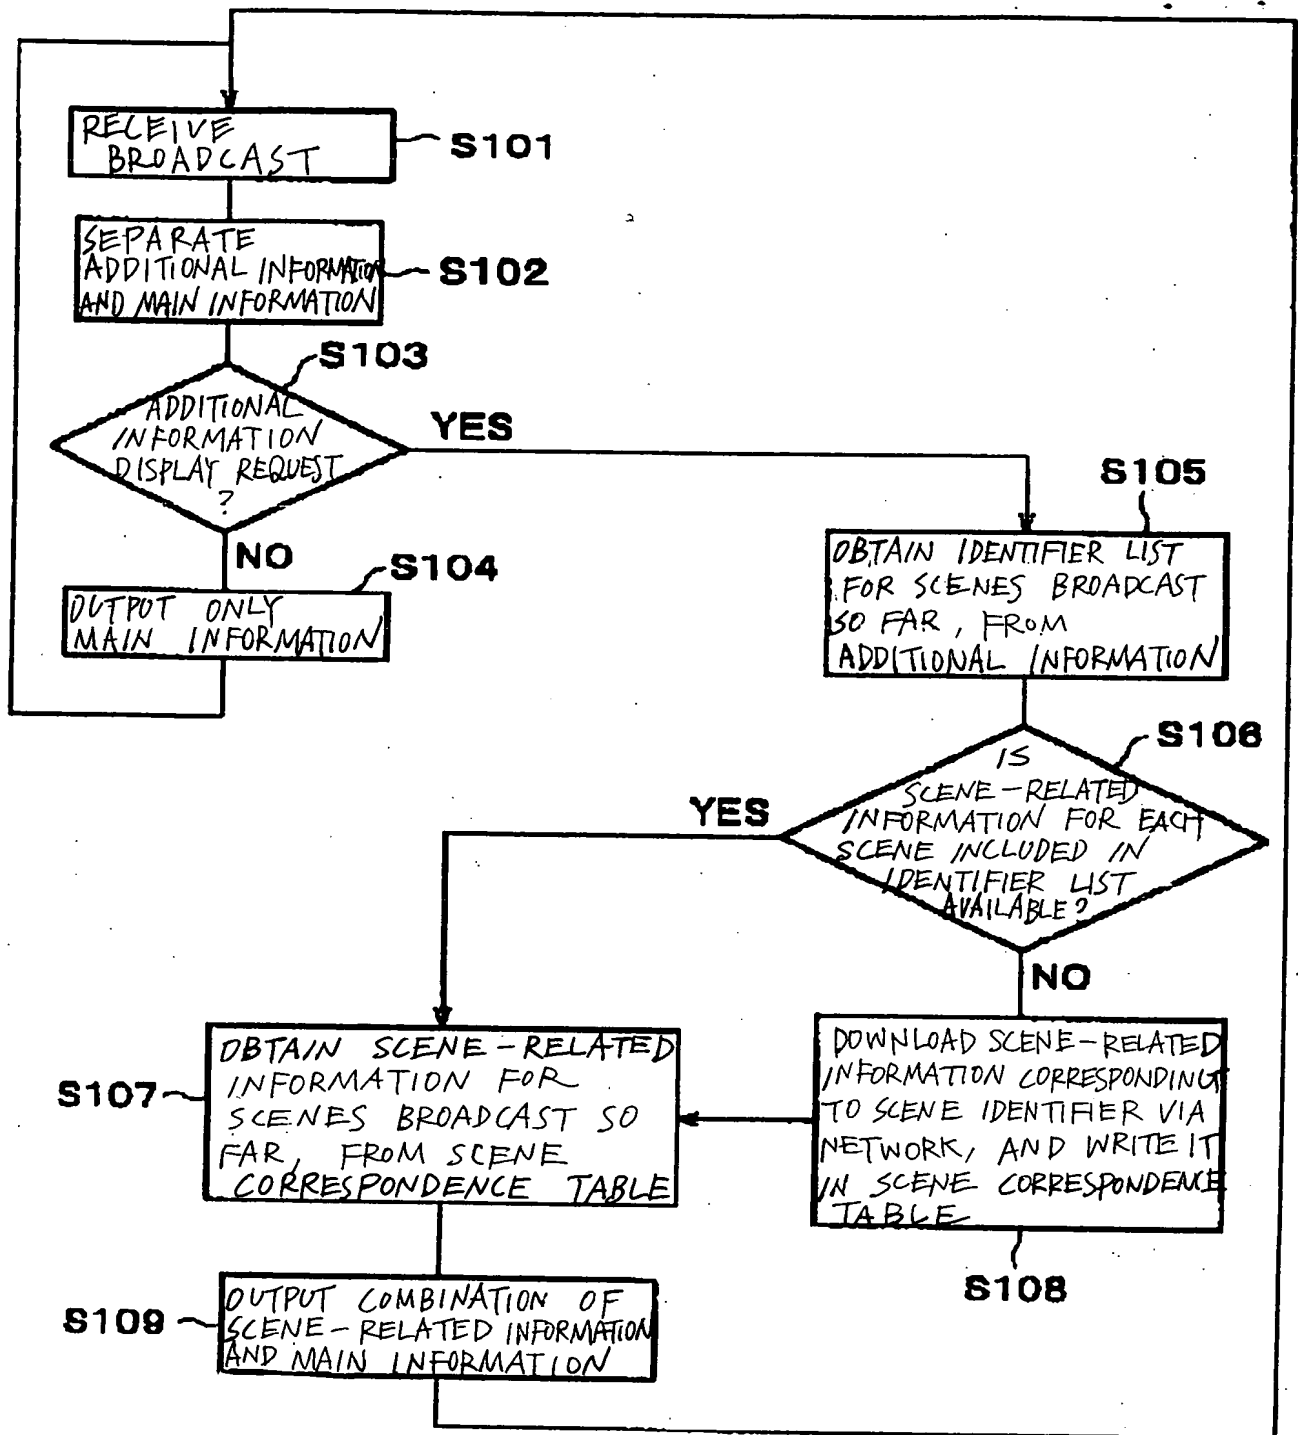 RECEIVE
BROADCAST
S101
SEPARATE
ADDITIONAL INFORMATION
AND MAIN INFORMATION
S102
S103
ADDITIONAL
INFORMATION
DISPLAY REQUEST
?
YES
NO
S104
OUTPUT ONLY
MAIN INFORMATION
S105
OBTAIN IDENTIFIER LIST
FOR SCENES BROADCAST
SO FAR, FROM
ADDITIONAL INFORMATION
S106
IS
SCENE-RELATED
INFORMATION FOR EACH
SCENE INCLUDED IN
IDENTIFIER LIST
AVAILABLE?
YES
NO
S107
OBTAIN SCENE-RELATED
INFORMATION FOR
SCENES BROADCAST SO
FAR, FROM SCENE
CORRESPONDENCE TABLE
DOWNLOAD SCENE-RELATED
INFORMATION CORRESPONDING
TO SCENE IDENTIFIER VIA
NETWORK, AND WRITE IT
IN SCENE CORRESPONDENCE
TABLE
S108
S109
OUTPUT COMBINATION OF
SCENE-RELATED INFORMATION
AND MAIN INFORMATION